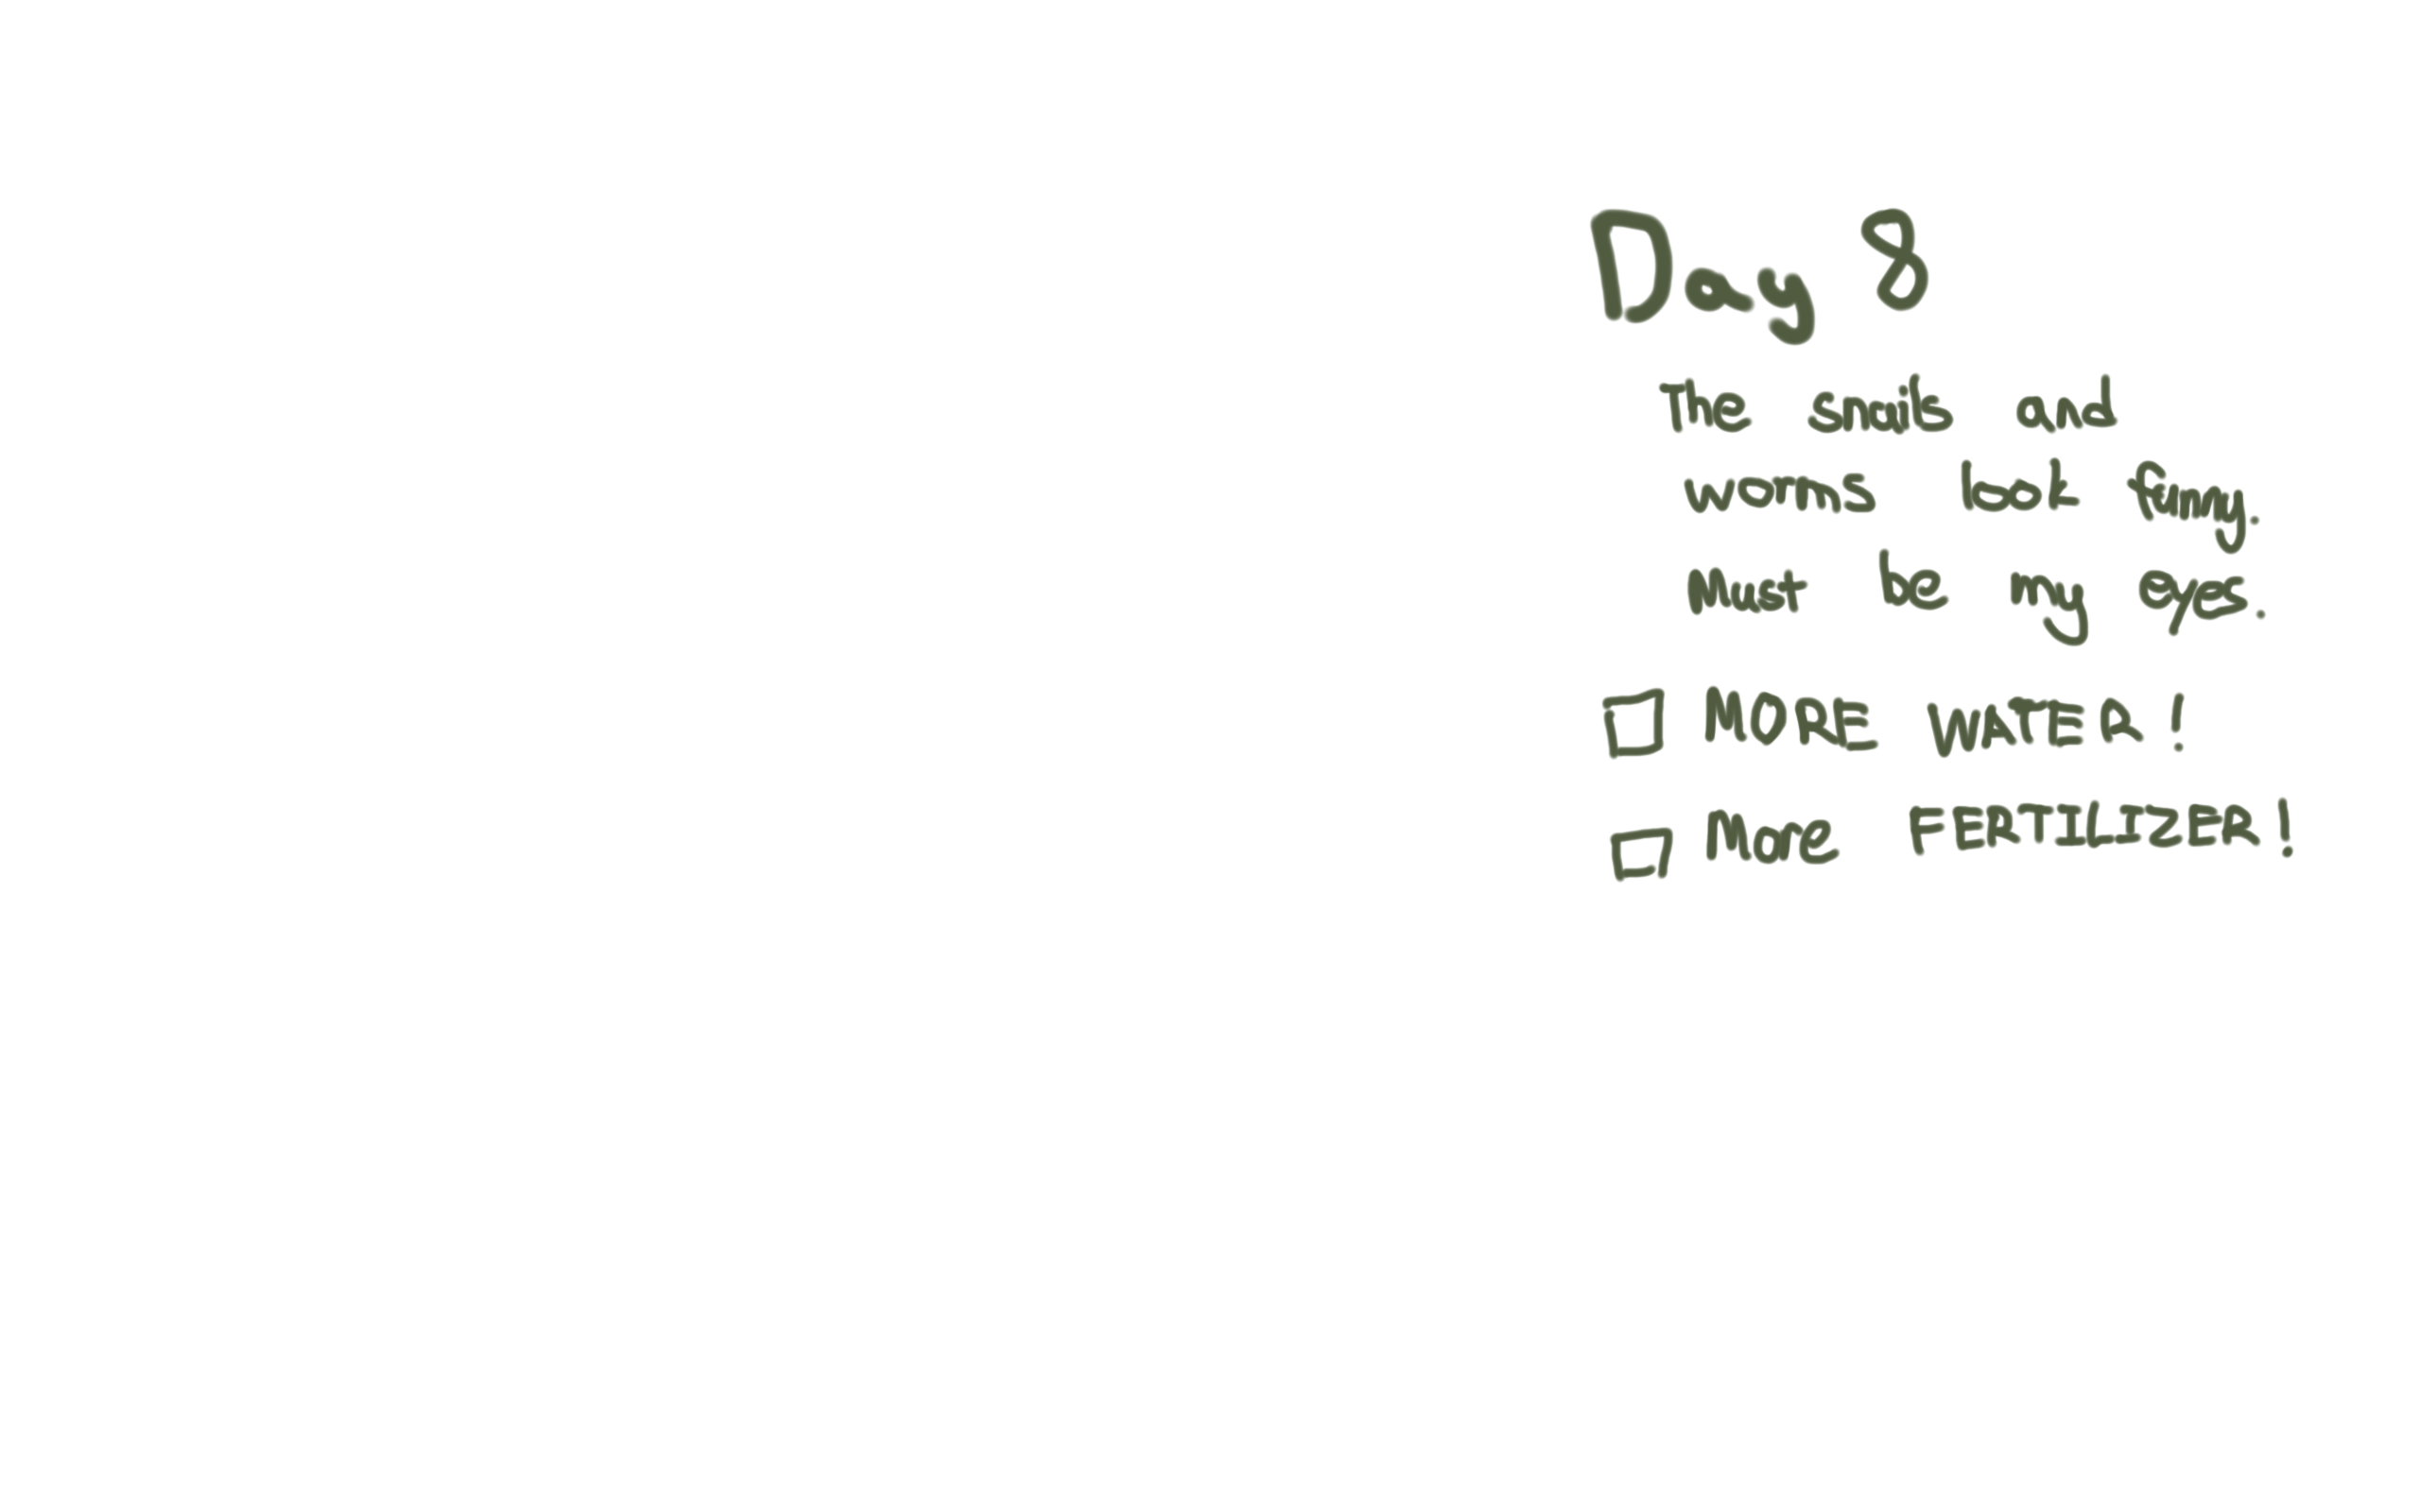 Day 8
The snails and
worms look funny.
Must be my eyes.
MORE WATER!
More FERTILIZER!